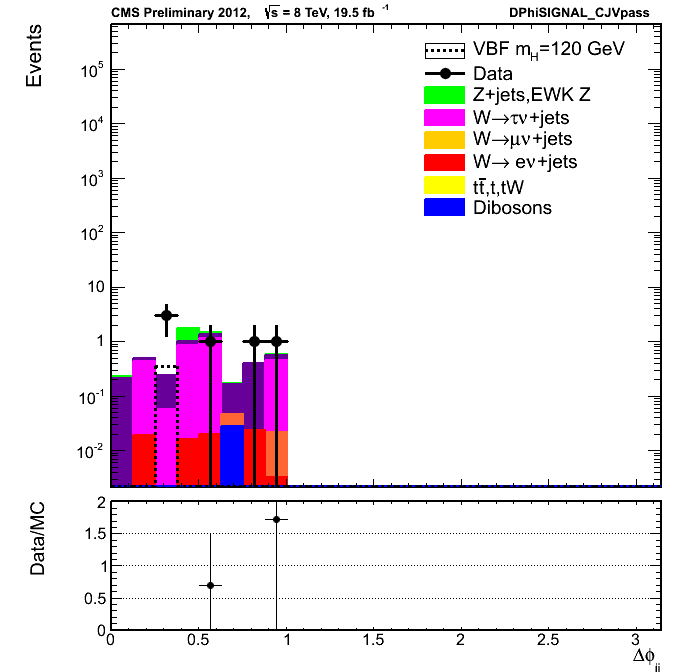 CMS Preliminary 2012, √s = 8 TeV, 19.5 fb⁻¹ DPhiSIGNAL_CJVpass
Events
10⁵
10⁴
10³
10²
10
1
10⁻¹
10⁻²
VBF m_H=120 GeV
Data
Z+jets,EWK Z
W→τν+jets
W→μν+jets
W→ eν+jets
tt̄,t,tW
Dibosons
Data/MC
2
1.5
1
0.5
0
0 0.5 1 1.5 2 2.5 3
Δϕ_jj